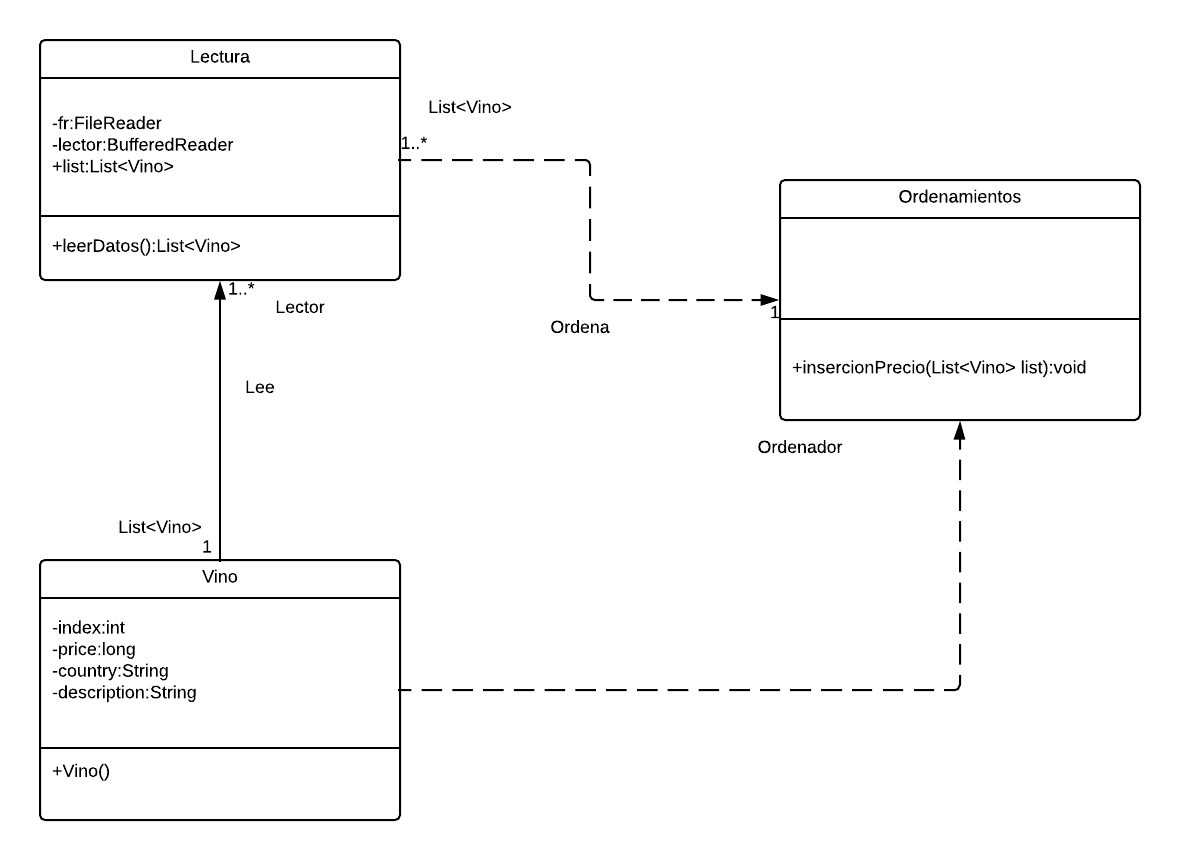 Lectura
-fr:FileReader
-lector:BufferedReader
+list:List<Vino>
+leerDatos():List<Vino>
List<Vino>
1..*
Ordenamientos
+insercionPrecio(List<Vino> list):void
1
Ordena
1..*
Lector
Lee
Ordenador
List<Vino>
1
Vino
-index:int
-price:long
-country:String
-description:String
+Vino()